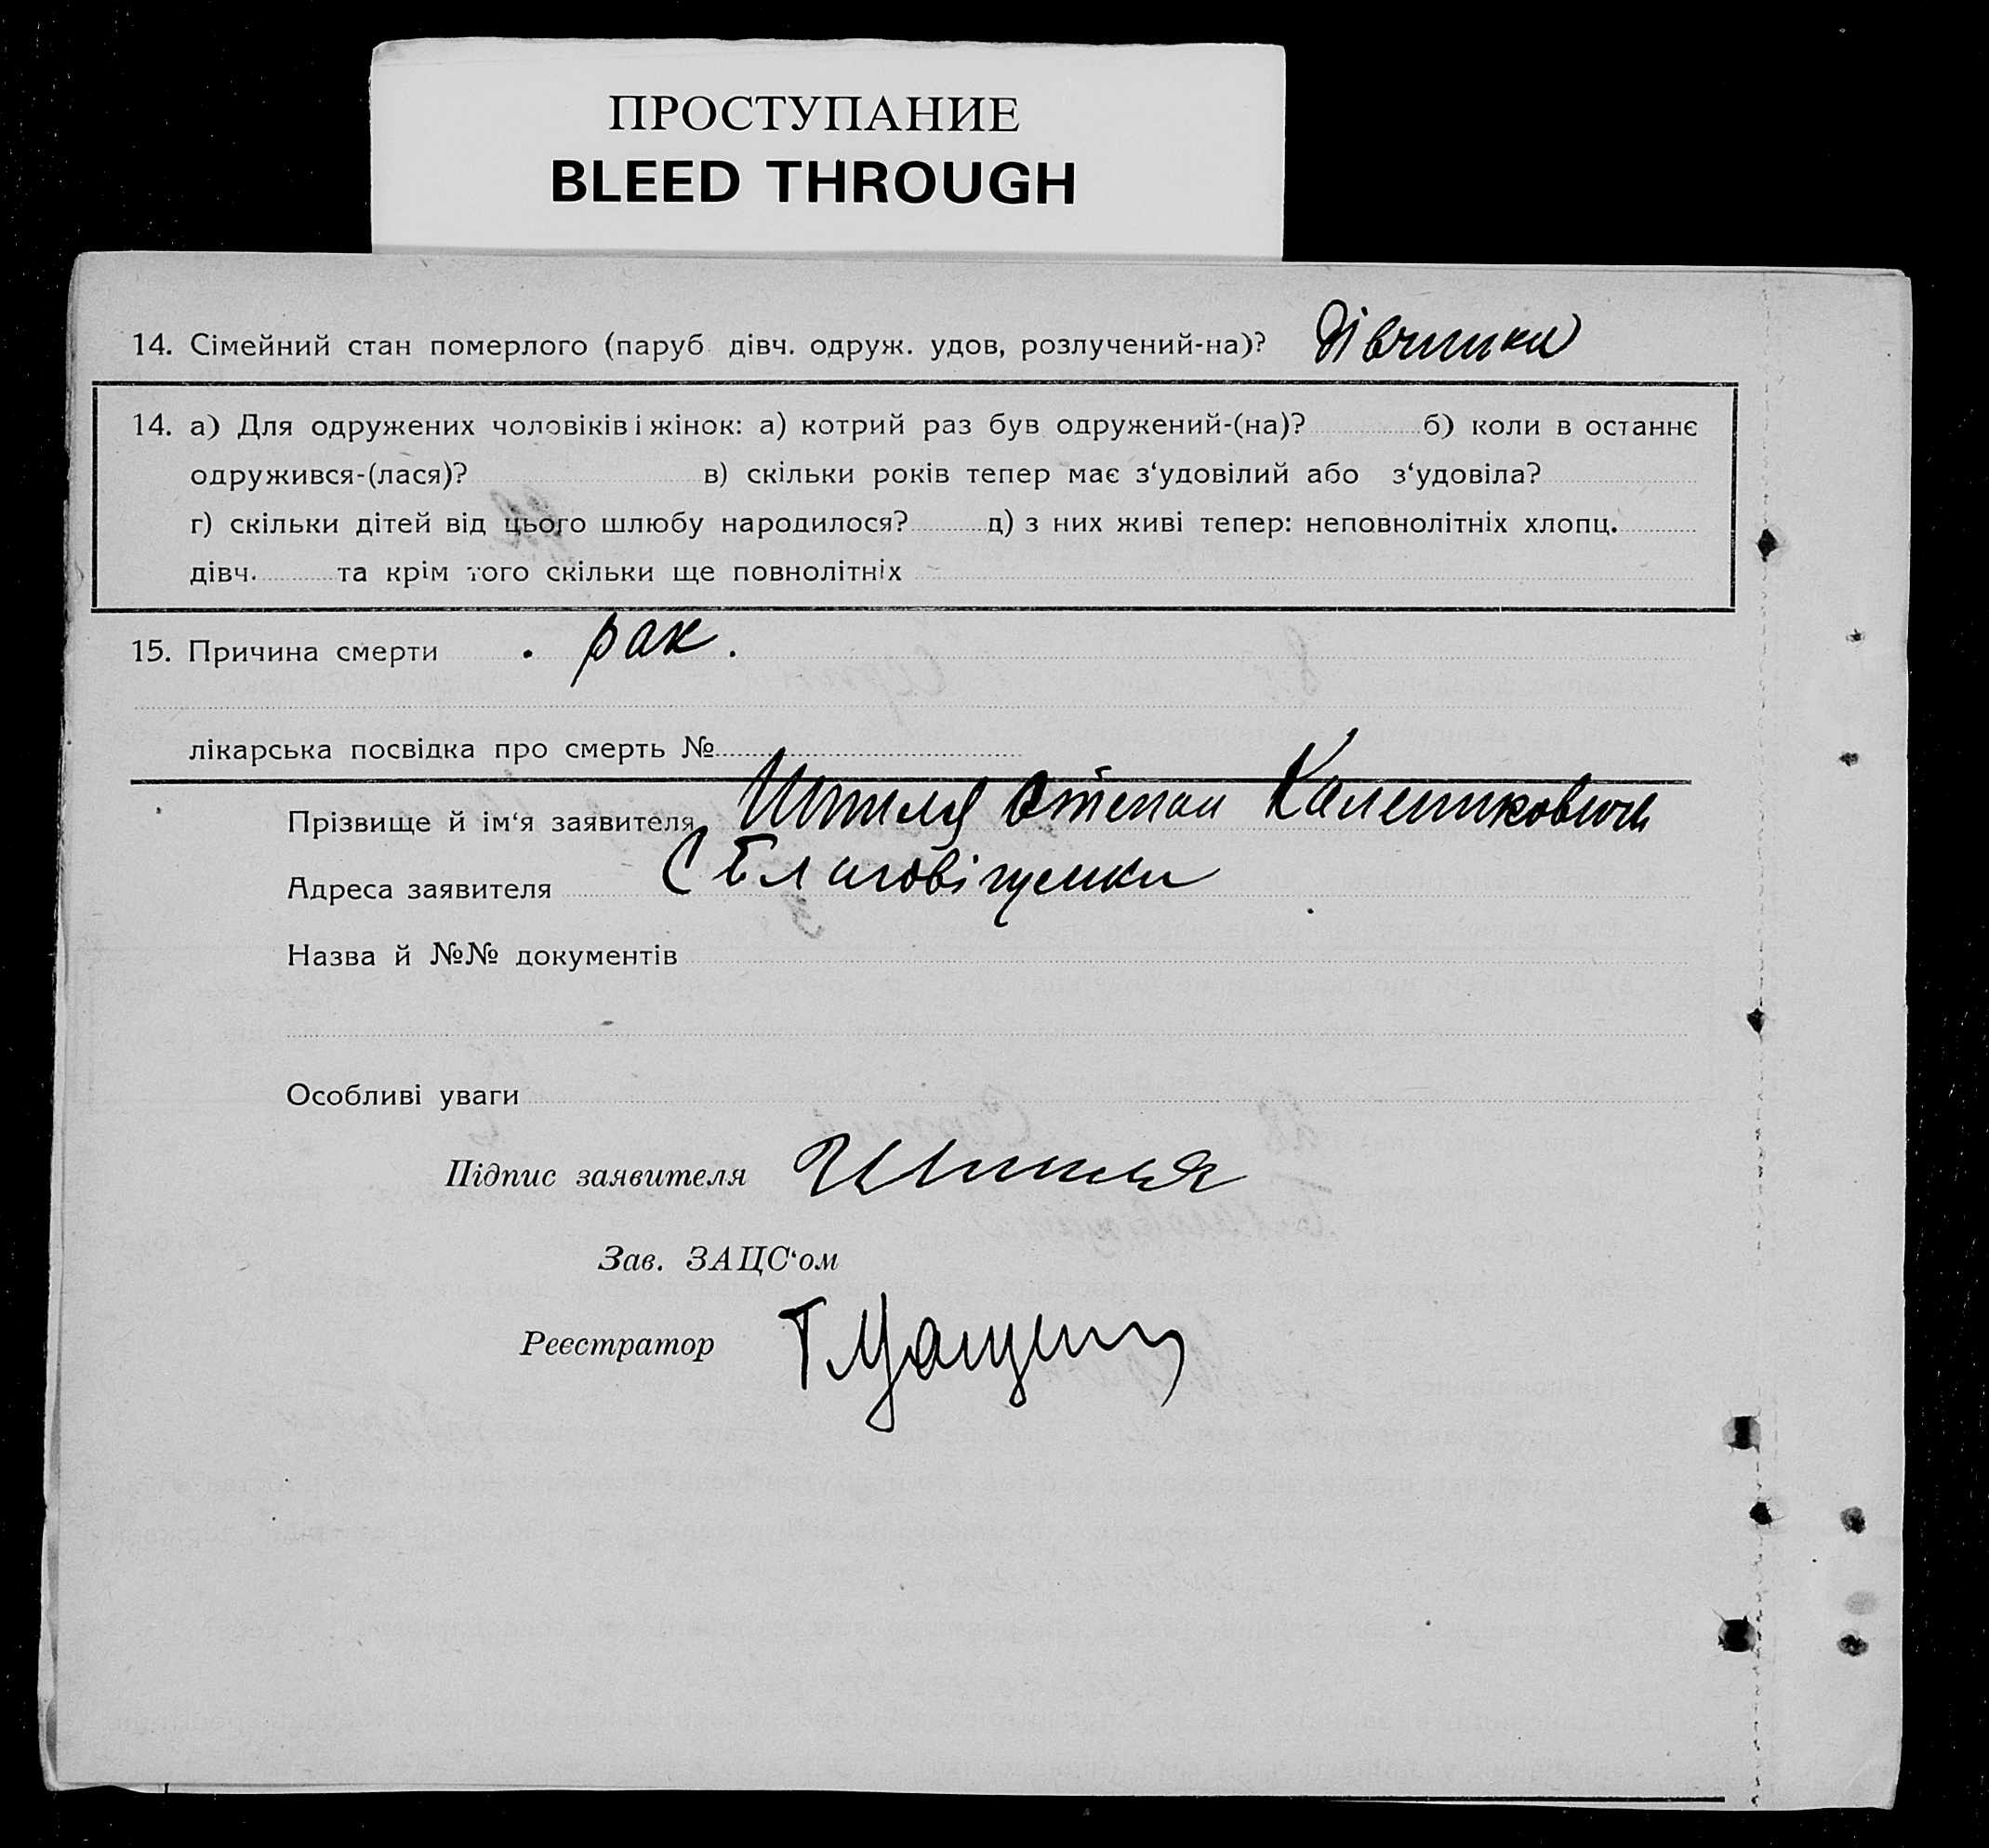 ПРОСТУПАНИЕ
BLEED THROUGH
14. Сімейний стан померлого (паруб дівч. одруж. удов, розлучений-на)? Дівчинка
14. а) Для одружених чоловіків і жінок: а) котрий раз був одружений-(на)? б) коли в останнє
одружився-(лася)? в) скільки років тепер має з‘удовілий або з‘удовіла?
г) скільки дітей від цього шлюбу народилося? д) з них живі тепер: неповнолітніх хлопц.
дівч. та крім того скільки ще повнолітніх
15. Причина смерти . рак .
лікарська посвідка про смерть №
Прізвище й ім‘я заявителя Степан
Адреса заявителя С
Назва й №№ документів
Особливі уваги
Підпис заявителя
Зав. ЗАЦС‘ом
Реєстратор